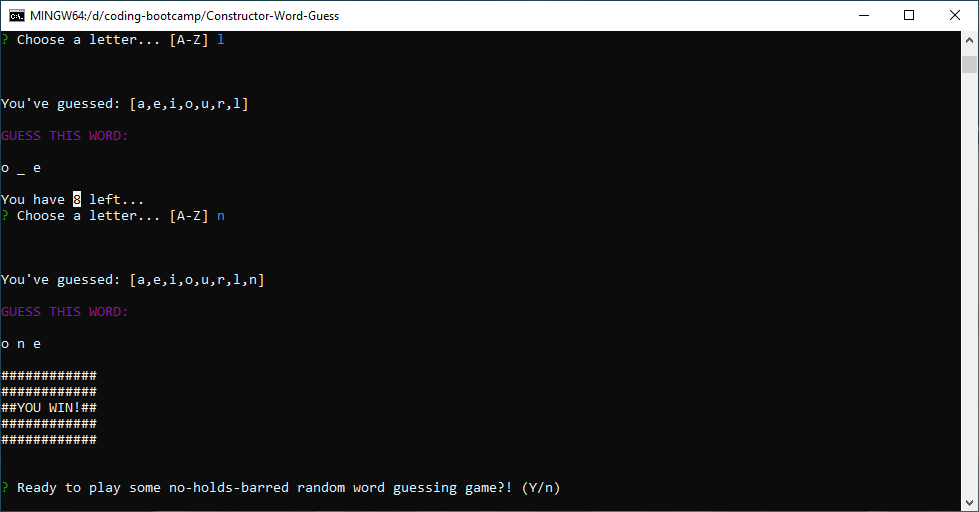 MINGW64:/d/coding-bootcamp/Constructor-Word-Guess
? Choose a letter... [A-Z] l
You've guessed: [a,e,i,o,u,r,l]
GUESS THIS WORD:
o _ e
You have 8 left...
? Choose a letter... [A-Z] n
You've guessed: [a,e,i,o,u,r,l,n]
GUESS THIS WORD:
o n e
############
############
##YOU WIN!##
############
############
? Ready to play some no-holds-barred random word guessing game?! (Y/n)